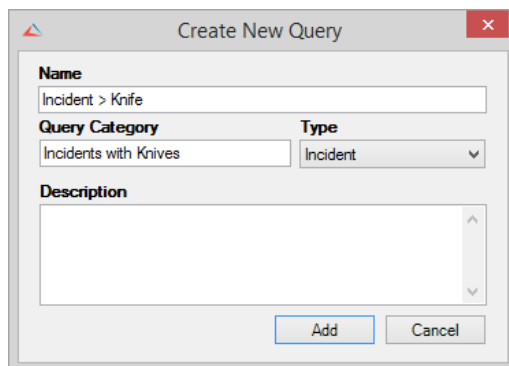 Create New Query
Name
Incident > Knife
Query Category Type
Incidents with Knives Incident
Description
Add Cancel